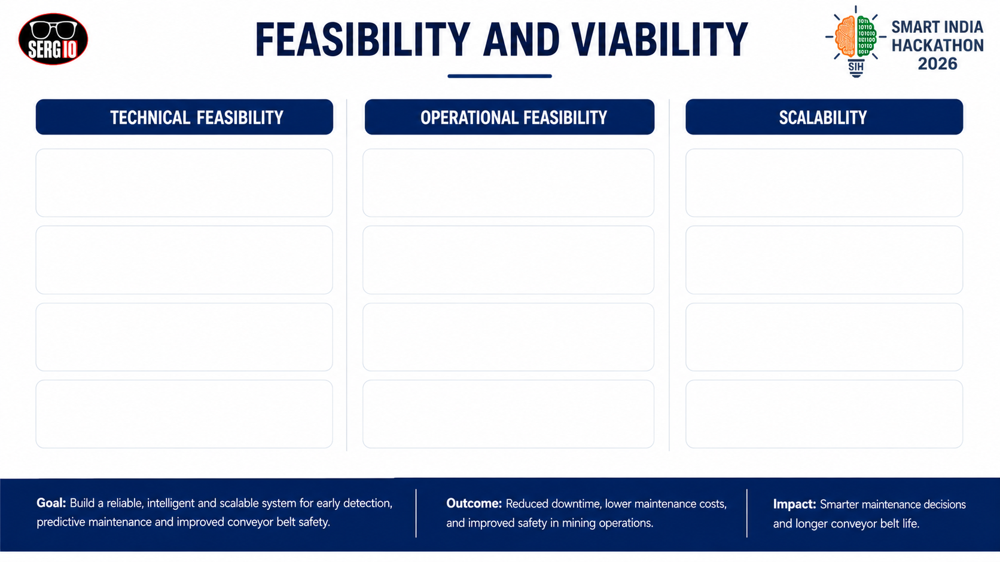 SERGIO
FEASIBILITY AND VIABILITY
SIH
SMART INDIA
HACKATHON
2026
TECHNICAL FEASIBILITY
OPERATIONAL FEASIBILITY
SCALABILITY
Goal: Build a reliable, intelligent and scalable system for early detection,
predictive maintenance and improved conveyor belt safety.
Outcome: Reduced downtime, lower maintenance costs,
and improved safety in mining operations.
Impact: Smarter maintenance decisions
and longer conveyor belt life.